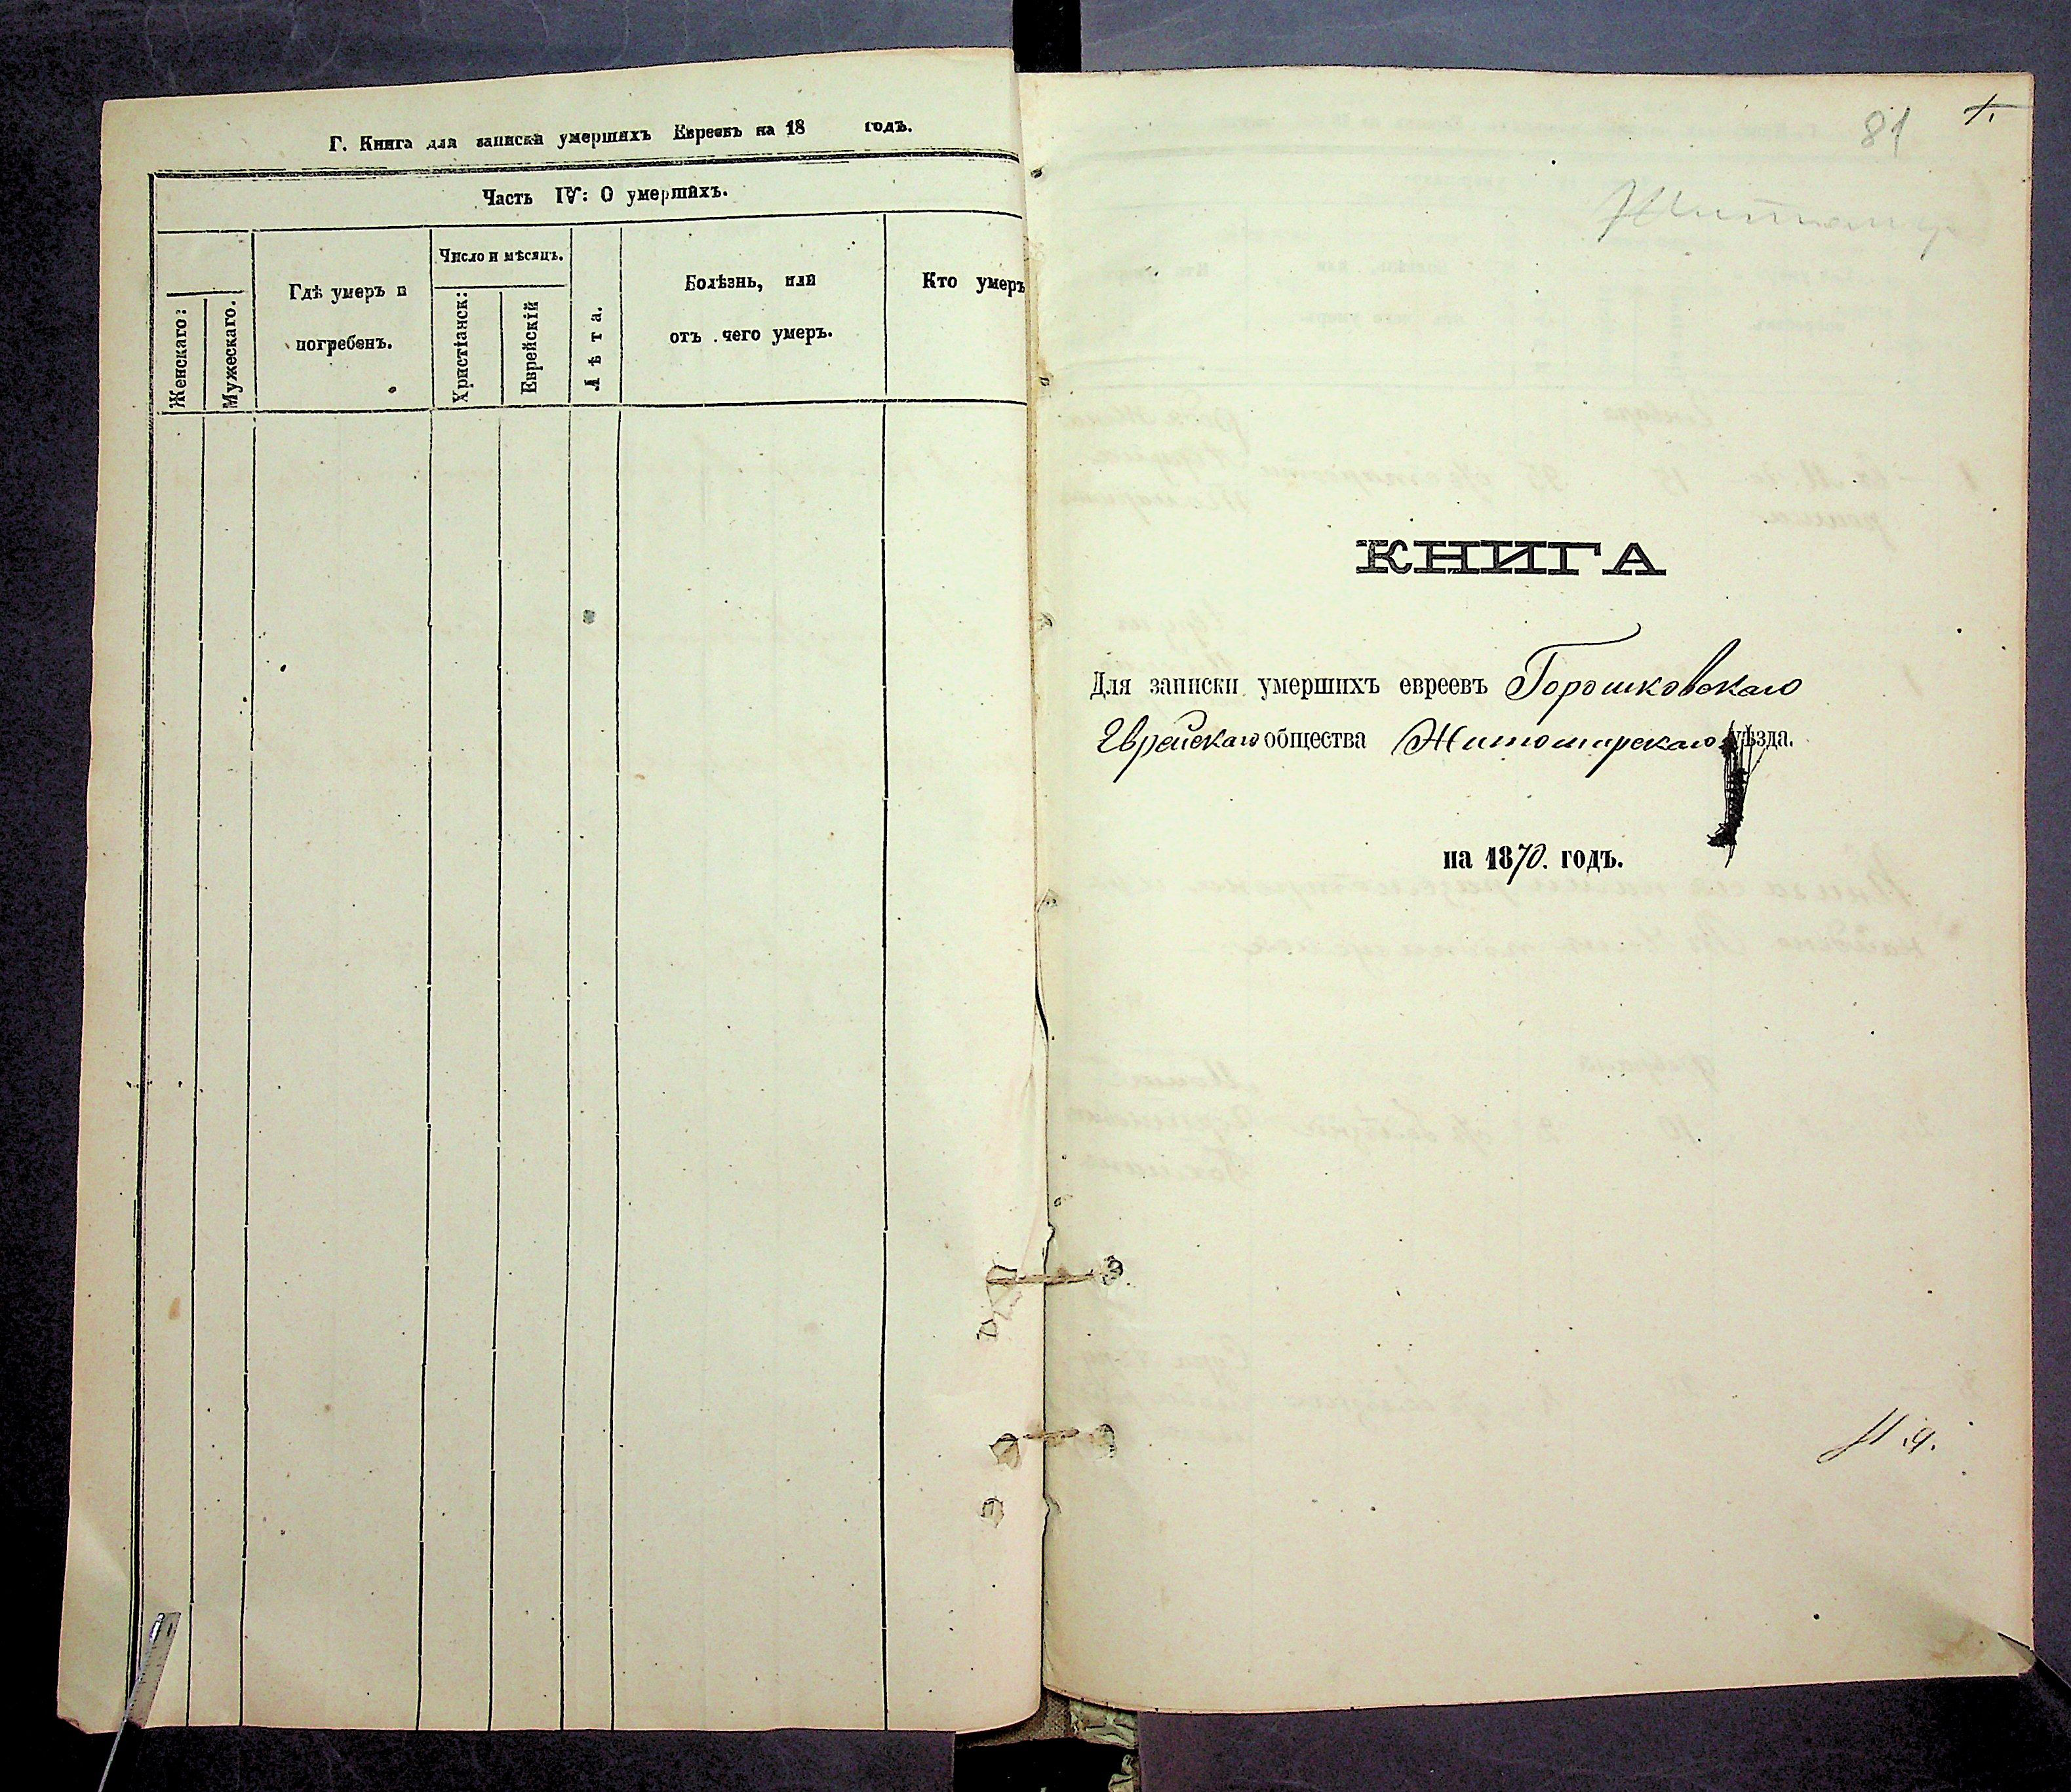 Г. Книга для записки умершихъ Евреевъ на 18 годъ.
Часть IV: О умершихъ.
Женскаго:
Мужескаго.
Гдѣ умеръ и
погребенъ.
Число и мѣсяцъ.
Христіанск:
Еврейскій
Лѣта.
Болѣзнь, или
отъ чего умеръ.
Кто умеръ
81
Житомир
КНИГА
Для записки умершихъ евреевъ Горошковскаго
Еврейскаго общества Житомирскаго уѣзда.
на 1870. годъ.